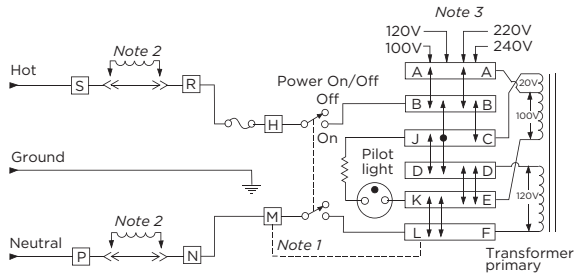 Note 3
120V 220V
100V 240V
Note 2
Hot
S R
Power On/Off
Off
H
On
A A
B B
J C
D D
K E
L F
20V
100V
120V
Pilot
light
Ground
Note 2
M
Note 1
Neutral
P N
Transformer
primary